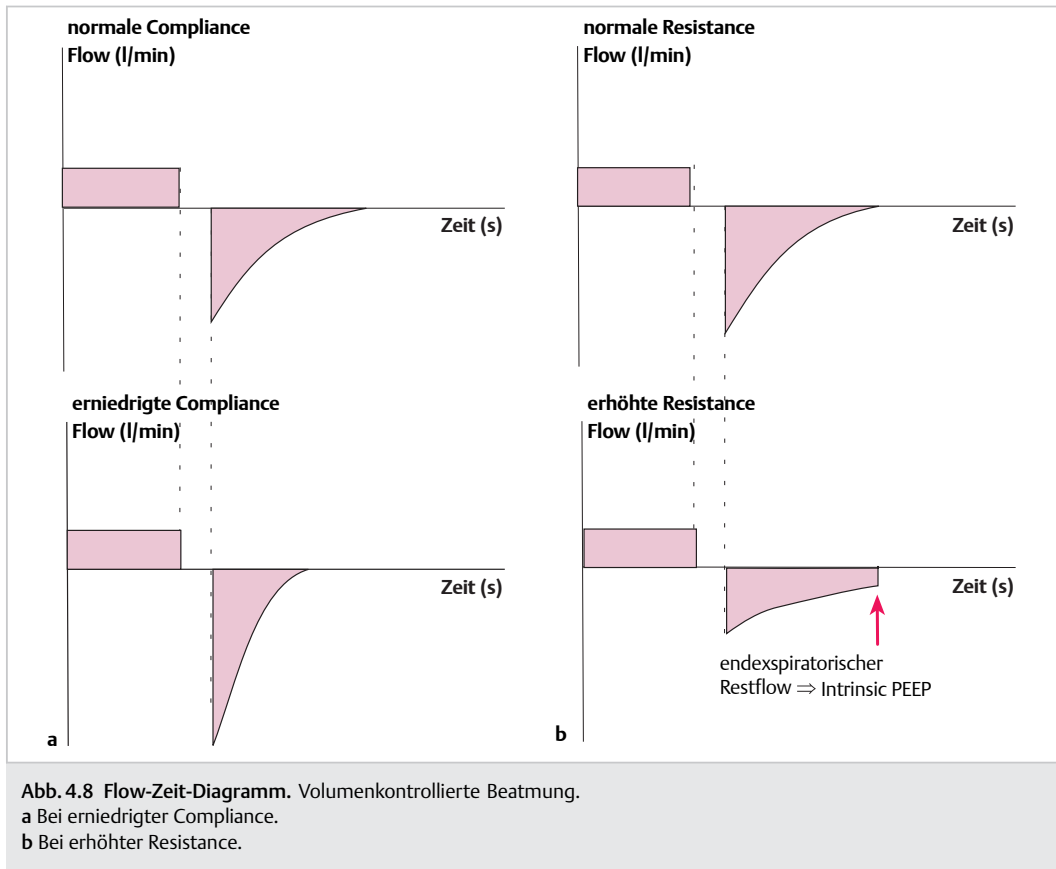 normale Compliance
Flow (l/min)
Zeit (s)
normale Resistance
Flow (l/min)
Zeit (s)
erniedrigte Compliance
Flow (l/min)
Zeit (s)
a
erhöhte Resistance
Flow (l/min)
Zeit (s)
endexspiratorischer
Restflow ⇒ Intrinsic PEEP
b
Abb. 4.8 Flow-Zeit-Diagramm. Volumenkontrollierte Beatmung.
a Bei erniedrigter Compliance.
b Bei erhöhter Resistance.